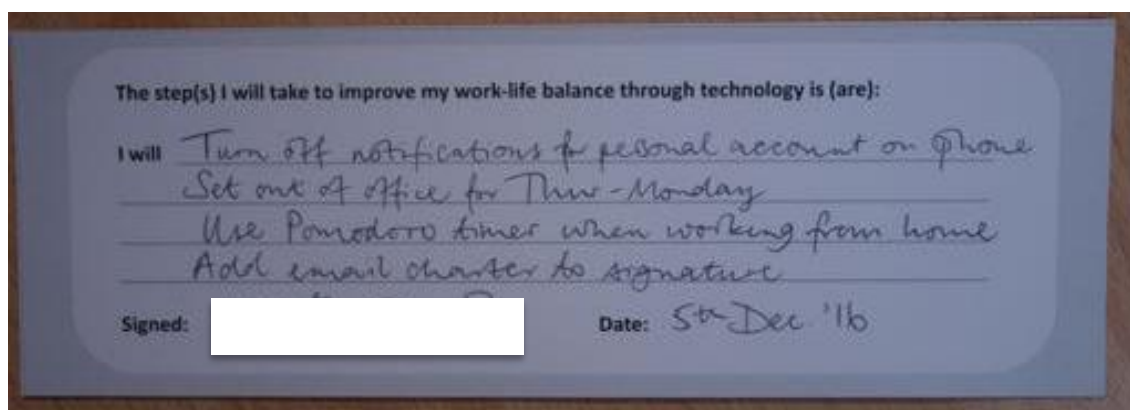 The step(s) I will take to improve my work-life balance through technology is (are):
I will Turn off notifications for pesonal account on phone
Set out of office for Thur-Monday
Use Pomodoro timer when working from home
Add email charter to signature
Signed: Date: 5th Dec '16